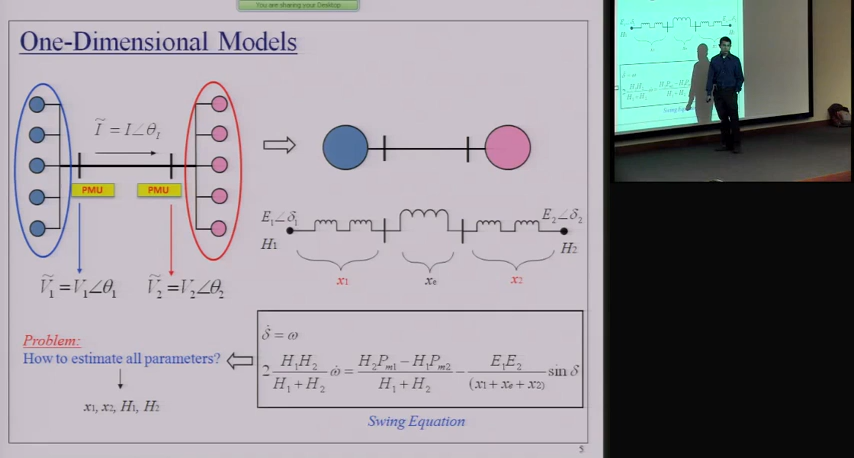 You are sharing your Desktop
One-Dimensional Models
Ĩ = I∠θ_I
PMU PMU
Ṽ₁ = V₁∠θ₁ Ṽ₂ = V₂∠θ₂
E₁∠δ₁ E₂∠δ₂
H₁ H₂
x₁ xₑ x₂
Problem:
How to estimate all parameters?
x₁, x₂, H₁, H₂
δ̇ = ω
2 H₁H₂/(H₁ + H₂) ω̇ = (H₂Pₘ₁ − H₁Pₘ₂)/(H₁ + H₂) − E₁E₂/(x₁ + xₑ + x₂) sin δ
Swing Equation
5